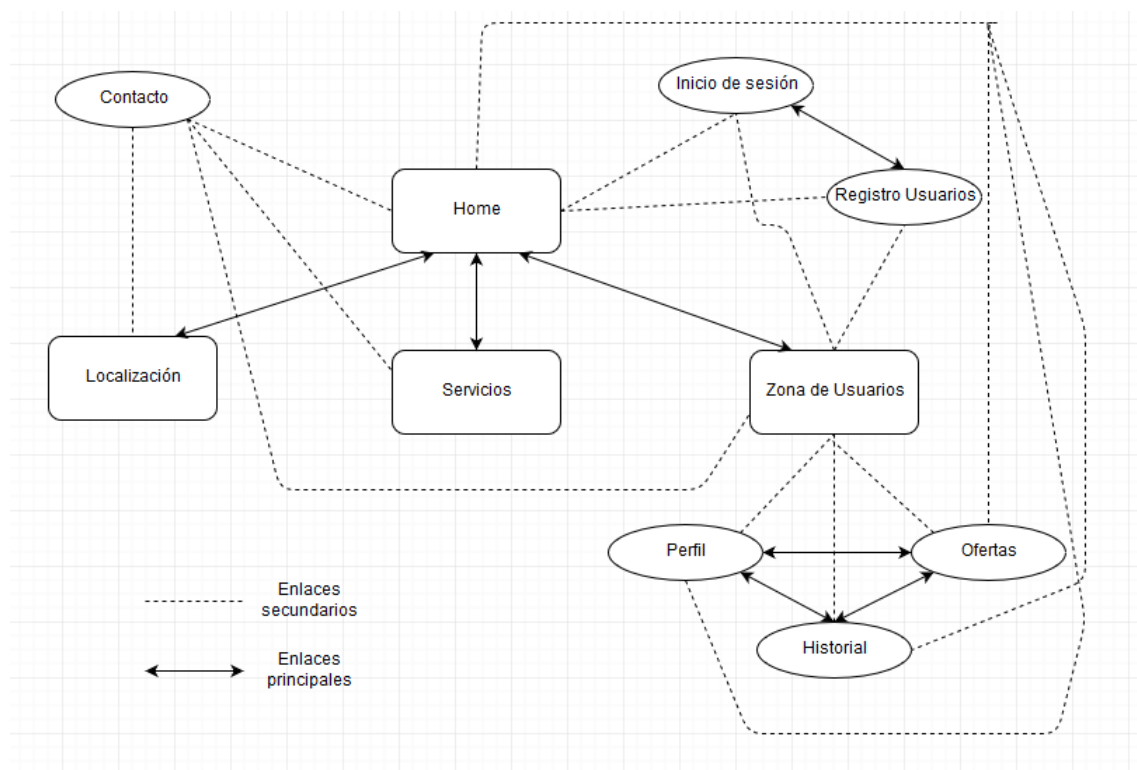 Contacto
Inicio de sesión
Registro Usuarios
Home
Localización
Servicios
Zona de Usuarios
Perfil
Ofertas
Historial
Enlaces
secundarios
Enlaces
principales